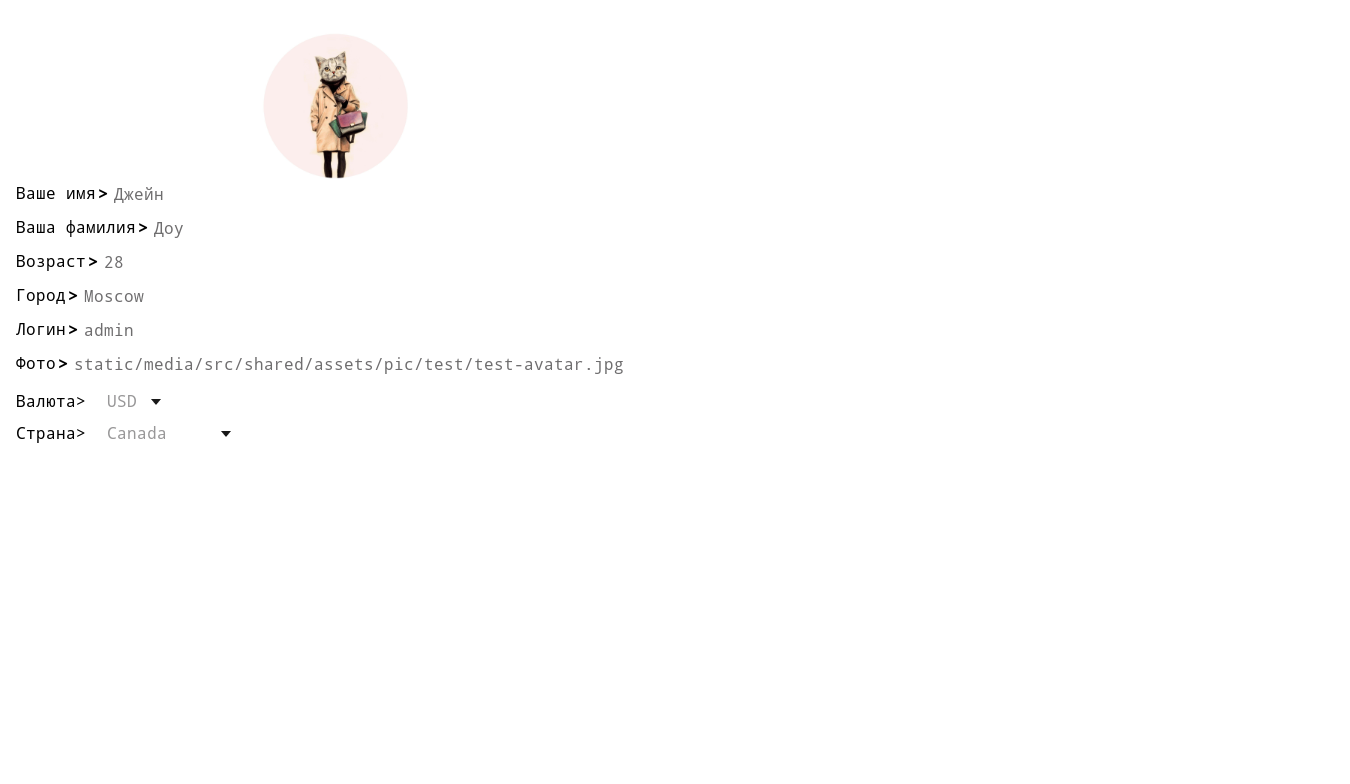 Ваше имя> Джейн
Ваша фамилия> Доу
Возраст> 28
Город> Moscow
Логин> admin
Фото> static/media/src/shared/assets/pic/test/test-avatar.jpg
Валюта> USD
Страна> Canada